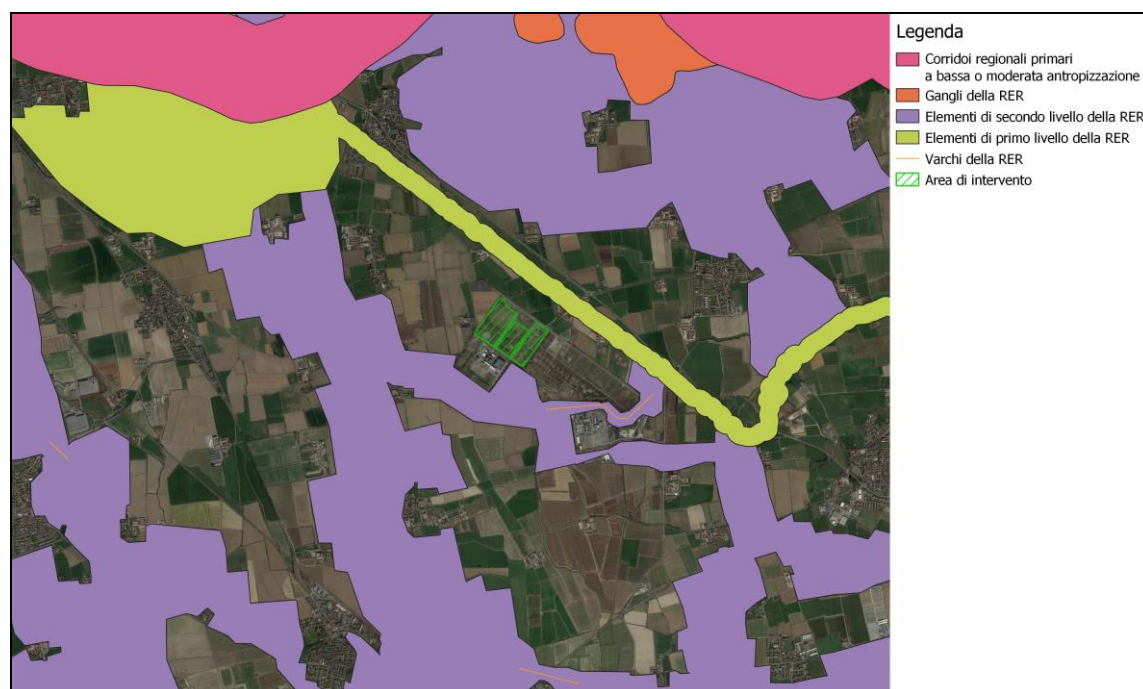 Legenda
Corridoi regionali primari
a bassa o moderata antropizzazione
Gangli della RER
Elementi di secondo livello della RER
Elementi di primo livello della RER
Varchi della RER
Area di intervento